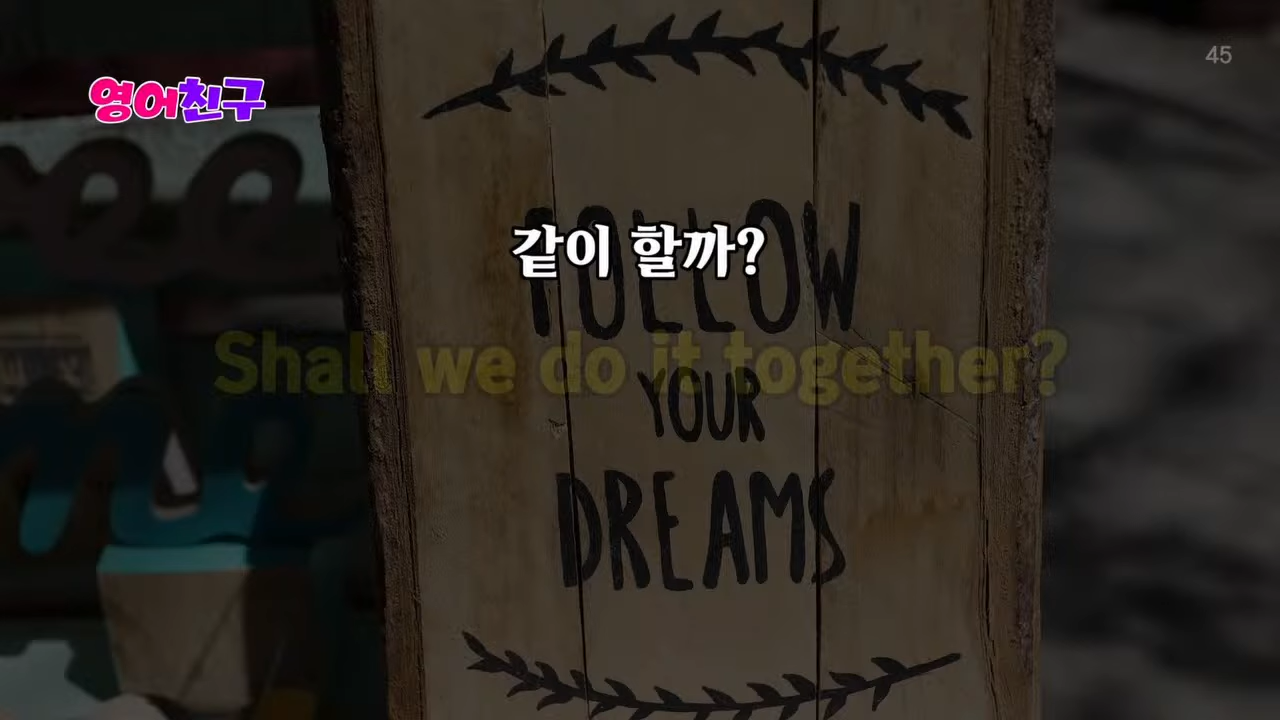 45
영어친구
같이 할까?
Shall we do it together?
FOLLOW
YOUR
DREAMS